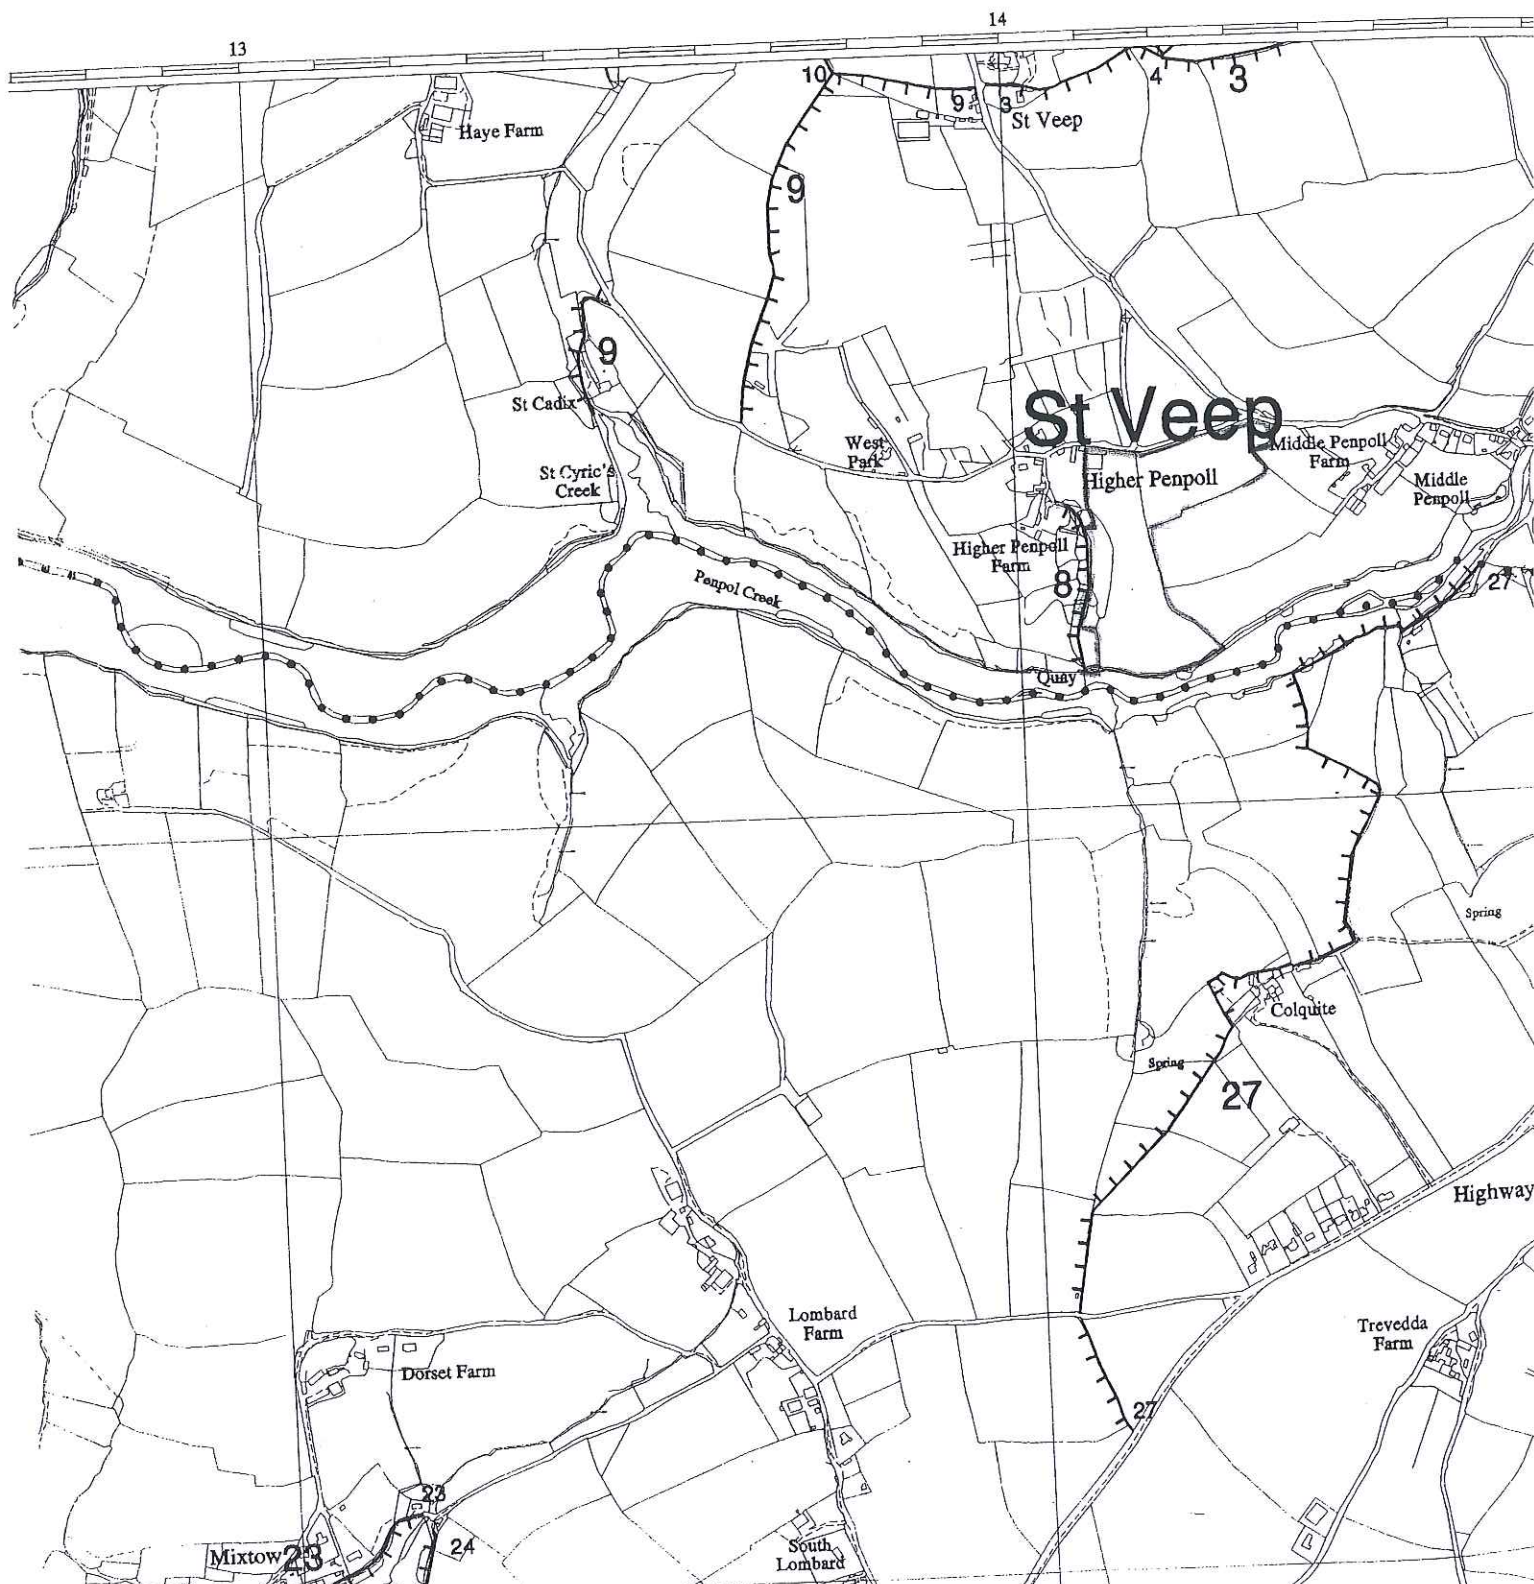 13
14
10
9
3
4
3
St Veep
Haye Farm
9
9
St Cadix
St Cyric's
Creek
St Veep
West
Park
Middle Penpoll
Farm
Middle
Penpoll
Higher Penpoll
Higher Penpoll
Farm
8
Penpol Creek
27
Quay
Spring
Colquite
Spring
27
Highway
Lombard
Farm
Trevedda
Farm
Dorset Farm
27
23
24
Mixtow
23
South
Lombard